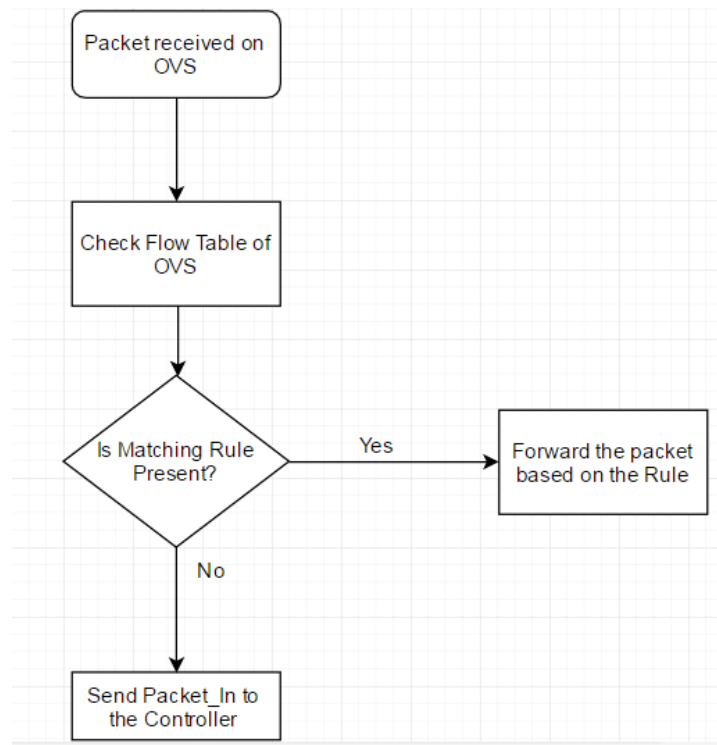 Packet received on
OVS
Check Flow Table of
OVS
Is Matching Rule
Present?
Yes
Forward the packet
based on the Rule
No
Send Packet_In to
the Controller